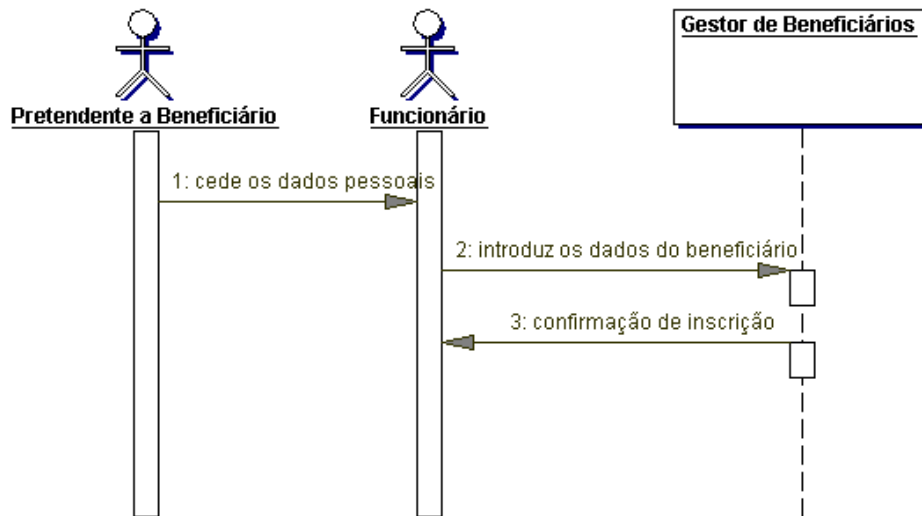 Gestor de Beneficiários
Pretendente a Beneficiário
Funcionário
1: cede os dados pessoais
2: introduz os dados do beneficiário
3: confirmação de inscrição